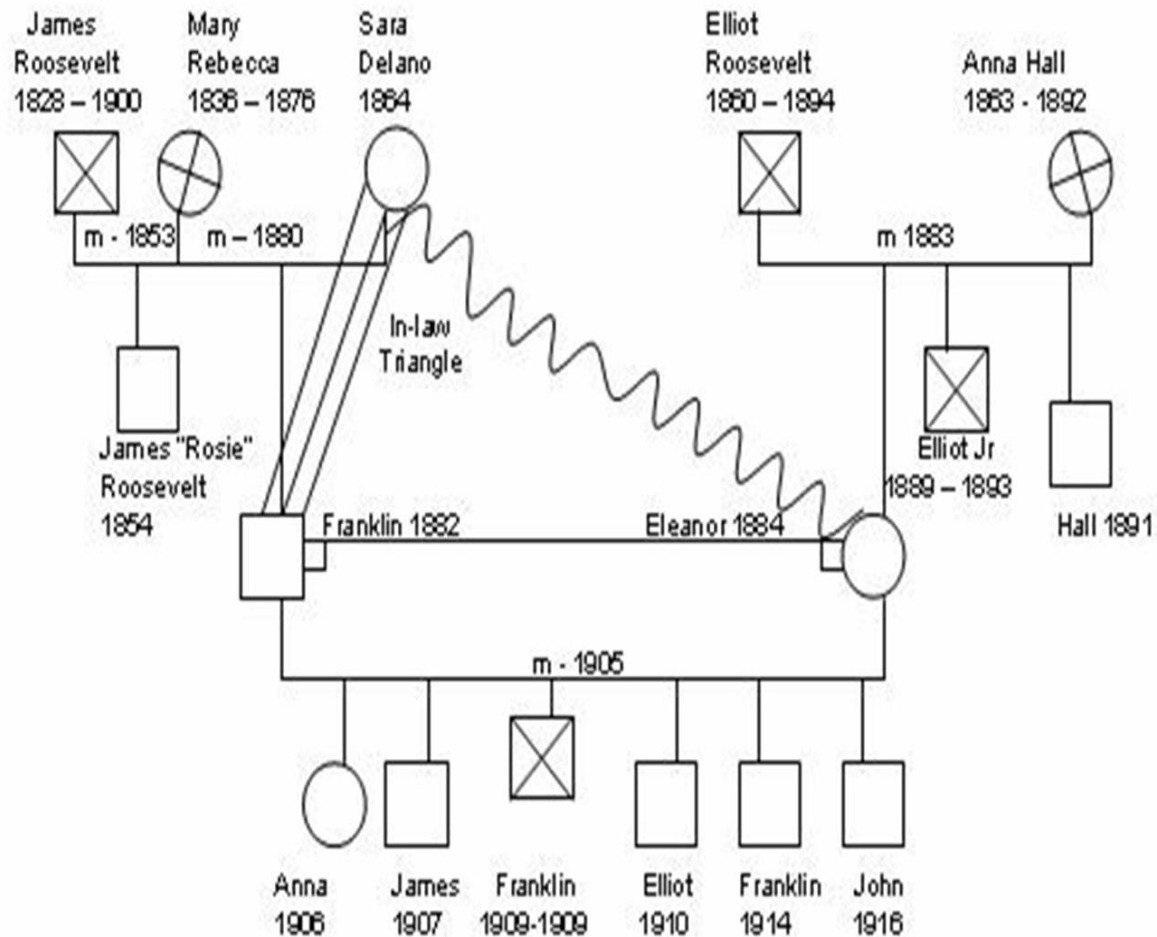 James
Roosevelt
1828 – 1900
Mary
Rebecca
1836 – 1876
Sara
Delano
1864
Elliot
Roosevelt
1860 – 1894
Anna Hall
1863 - 1892
m - 1853
m – 1880
m 1883
In-law
Triangle
James "Rosie"
Roosevelt
1854
Elliot Jr
1889 – 1893
Hall 1891
Franklin 1882
Eleanor 1884
m - 1905
Anna
1906
James
1907
Franklin
1909-1909
Elliot
1910
Franklin
1914
John
1916